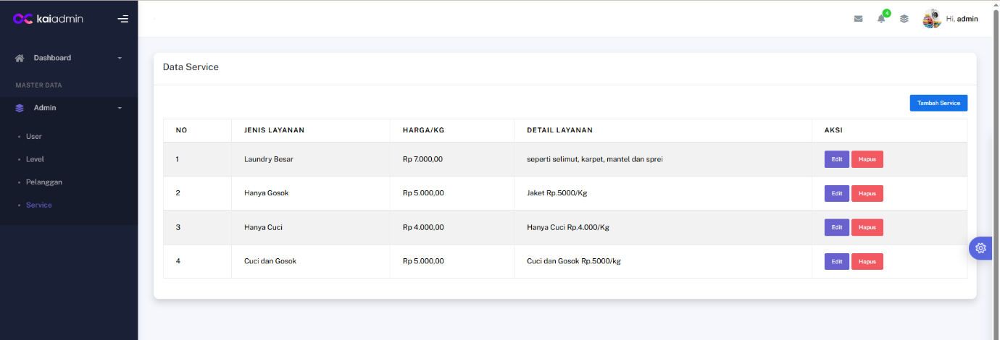 kaiadmin
4
Hi, admin
Dashboard
MASTER DATA
Admin
User
Level
Pelanggan
Service
Data Service
Tambah Service
NO JENIS LAYANAN HARGA/KG DETAIL LAYANAN AKSI
1 Laundry Besar Rp 7.000,00 seperti selimut, karpet, mantel dan sprei Edit Hapus
2 Hanya Gosok Rp 5.000,00 Jaket Rp.5000/Kg Edit Hapus
3 Hanya Cuci Rp 4.000,00 Hanya Cuci Rp.4.000/Kg Edit Hapus
4 Cuci dan Gosok Rp 5.000,00 Cuci dan Gosok Rp.5000/kg Edit Hapus